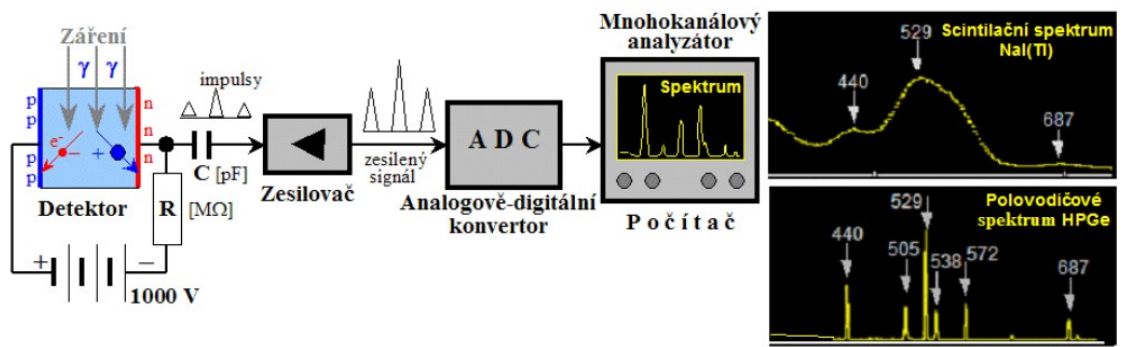 Záření
γ γ
p
p
p
p
n
n
n
n
e-
−
+
Detektor
impulsy
C [pF]
R [MΩ]
+
−
1000 V
Zesilovač
zesílený
signál
A D C
Analogově-digitální
konvertor
Mnohokanálový
analyzátor
Spektrum
Počítač
Scintilační spektrum
NaI(Tl)
440
529
687
Polovodičové
spektrum HPGe
440
505
529
538
572
687